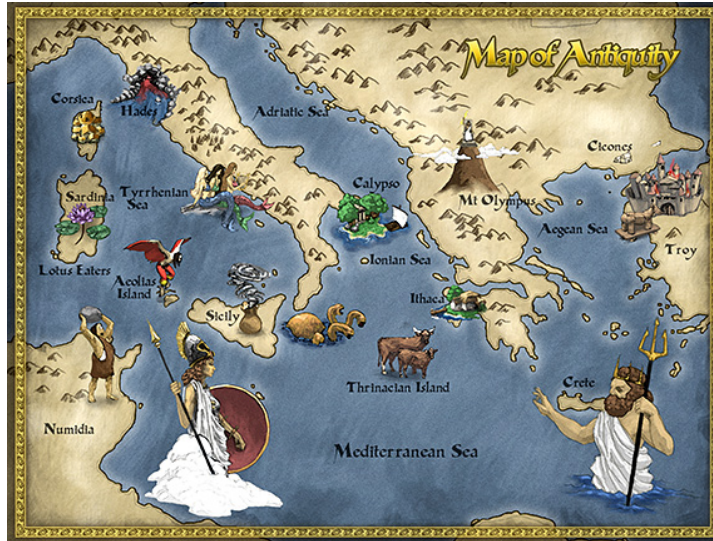 Map of Antiquity
Corsica
Hades
Adriatic Sea
Cicones
Sardinia
Tyrrhenian
Sea
Calypso
Mt Olympus
Aegean Sea
Troy
Lotus Eaters
Aeolias
Island
Ionian Sea
Ithaca
Sicily
Thrinacian Island
Crete
Numidia
Mediterranean Sea